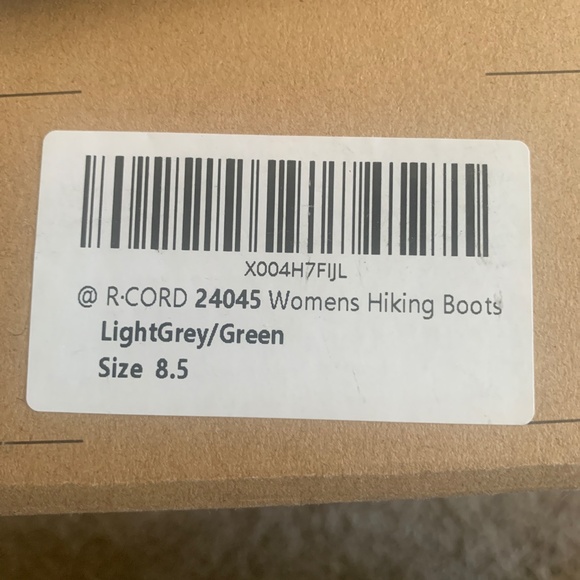 X004H7FIJL
@ R·CORD 24045 Womens Hiking Boots
LightGrey/Green
Size 8.5